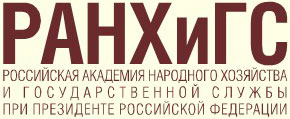 РАНХиГС
РОССИЙСКАЯ АКАДЕМИЯ НАРОДНОГО ХОЗЯЙСТВА
И ГОСУДАРСТВЕННОЙ СЛУЖБЫ
ПРИ ПРЕЗИДЕНТЕ РОССИЙСКОЙ ФЕДЕРАЦИИ